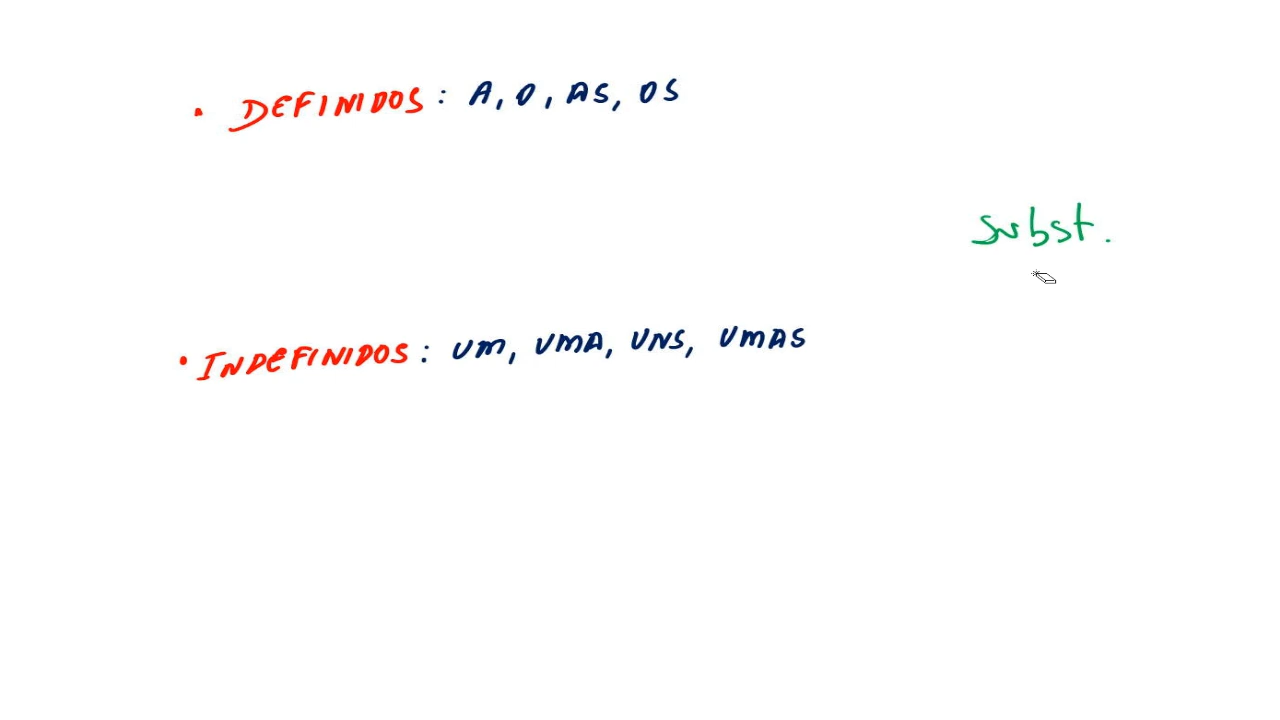 • DEFINIDOS: A, O, AS, OS
subst.
• INDEFINIDOS: UM, UMA, UNS, UMAS